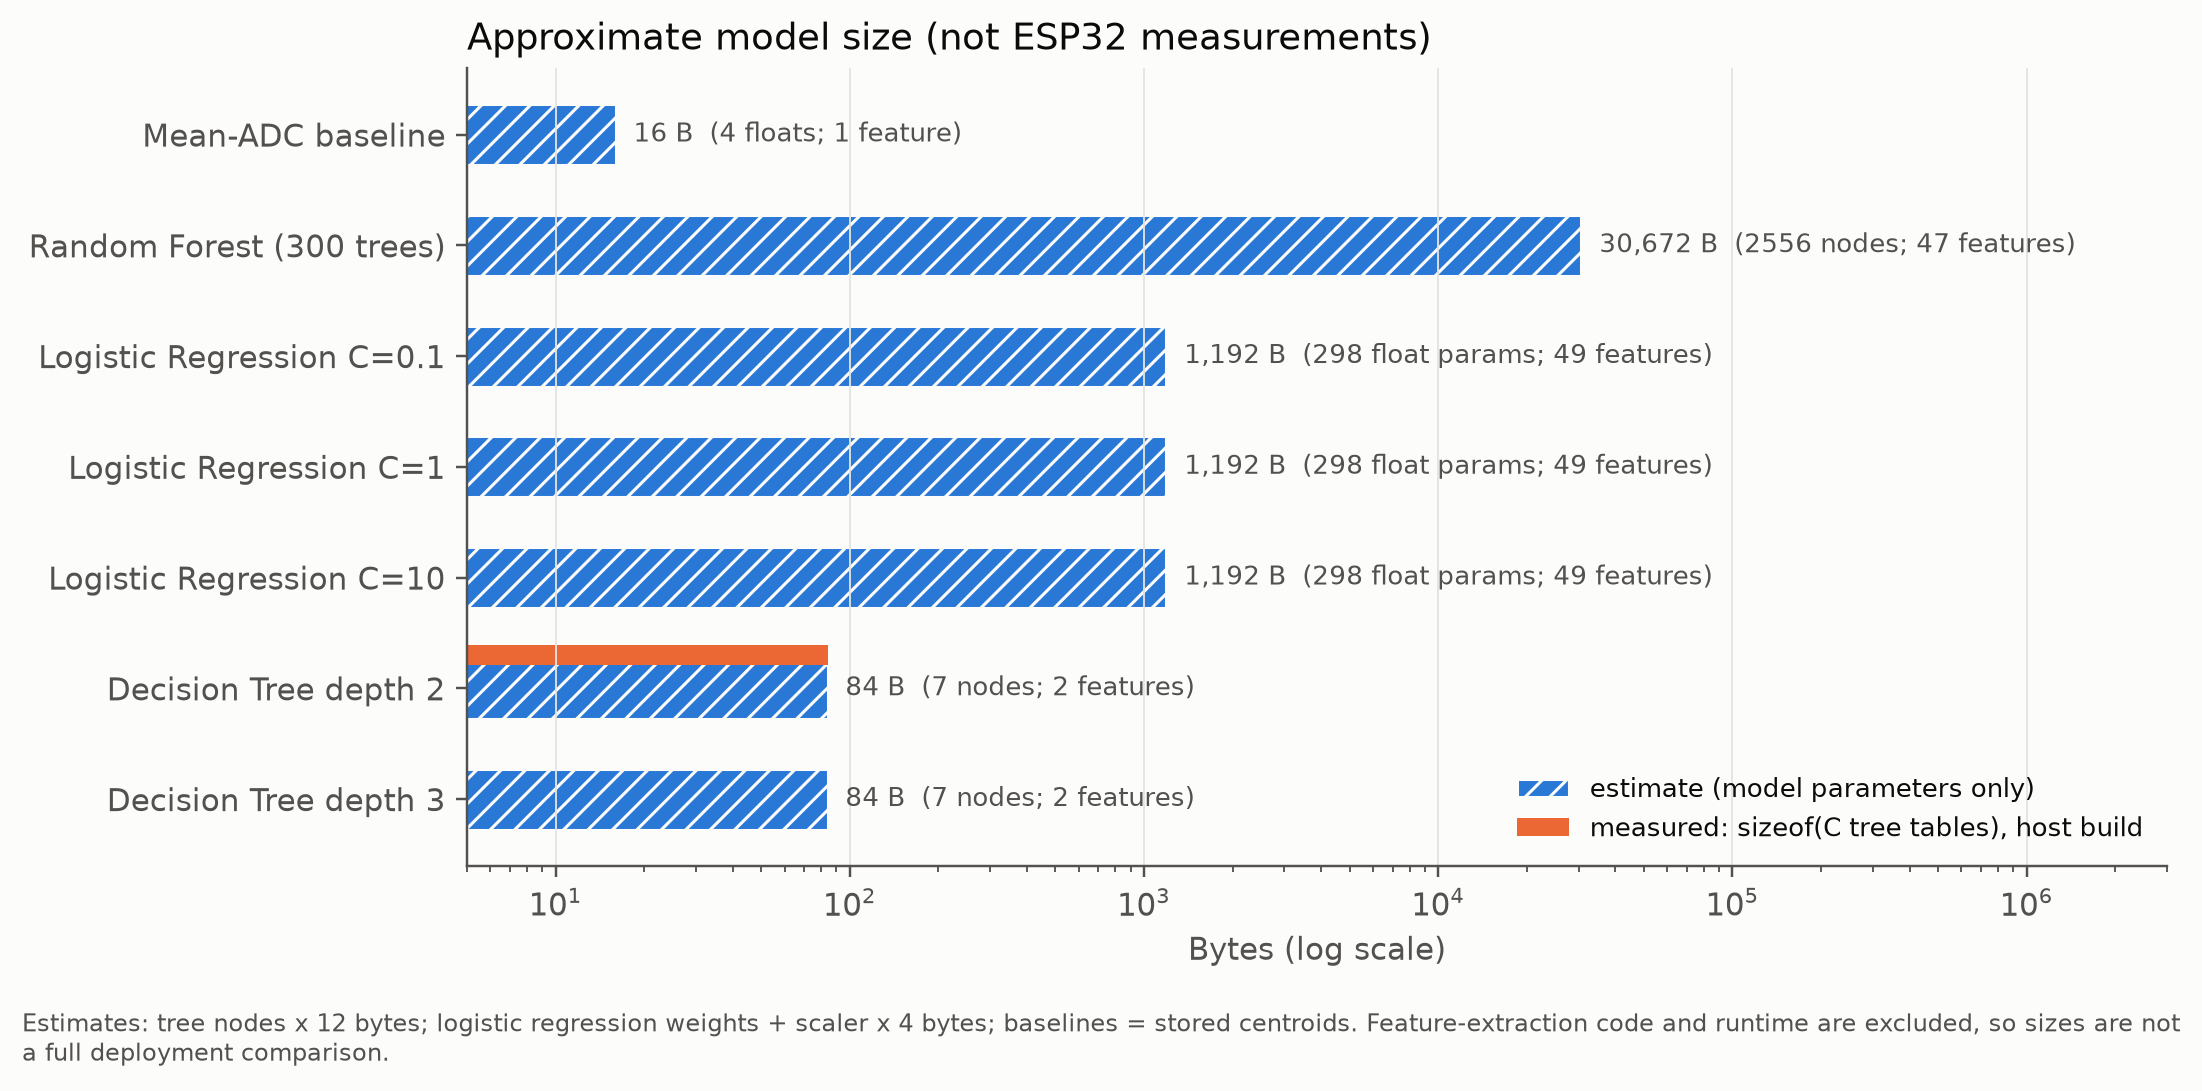 Approximate model size (not ESP32 measurements)
Mean-ADC baseline
16 B (4 floats; 1 feature)
Random Forest (300 trees)
30,672 B (2556 nodes; 47 features)
Logistic Regression C=0.1
1,192 B (298 float params; 49 features)
Logistic Regression C=1
1,192 B (298 float params; 49 features)
Logistic Regression C=10
1,192 B (298 float params; 49 features)
Decision Tree depth 2
84 B (7 nodes; 2 features)
Decision Tree depth 3
84 B (7 nodes; 2 features)
estimate (model parameters only)
measured: sizeof(C tree tables), host build
10¹ 10² 10³ 10⁴ 10⁵ 10⁶
Bytes (log scale)
Estimates: tree nodes x 12 bytes; logistic regression weights + scaler x 4 bytes; baselines = stored centroids. Feature-extraction code and runtime are excluded, so sizes are not
a full deployment comparison.